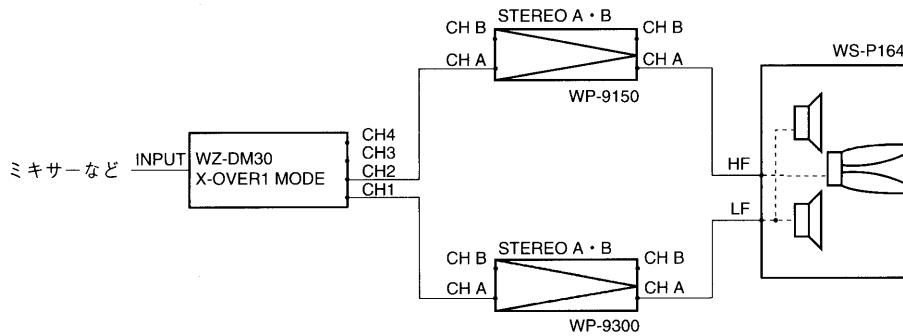 STEREO A・B
CH B
CH B
CH A
CH A
WP-9150
WS-P164
CH4
CH3
CH2
CH1
ミキサーなど
INPUT
WZ-DM30
X-OVER1 MODE
HF
LF
STEREO A・B
CH B
CH B
CH A
CH A
WP-9300